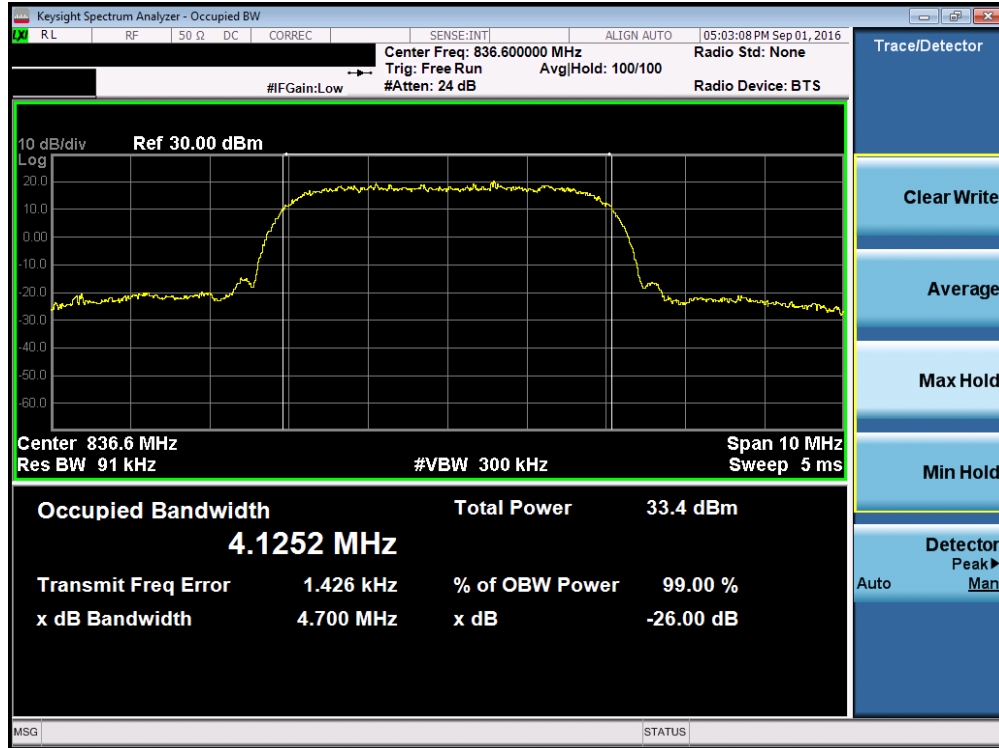 Keysight Spectrum Analyzer - Occupied BW
LXI RL RF 50 Ω DC CORREC SENSE:INT ALIGN AUTO 05:03:08 PM Sep 01, 2016
Center Freq: 836.600000 MHz Radio Std: None
Trig: Free Run Avg|Hold: 100/100
#IFGain:Low #Atten: 24 dB Radio Device: BTS
Trace/Detector
10 dB/div Ref 30.00 dBm
Log
20.0
10.0
0.00
-10.0
-20.0
-30.0
-40.0
-50.0
-60.0
Center 836.6 MHz Span 10 MHz
Res BW 91 kHz #VBW 300 kHz Sweep 5 ms
Occupied Bandwidth Total Power 33.4 dBm
4.1252 MHz
Transmit Freq Error 1.426 kHz % of OBW Power 99.00 %
x dB Bandwidth 4.700 MHz x dB -26.00 dB
Clear Write
Average
Max Hold
Min Hold
Detector
Peak▶
Auto Man
MSG STATUS